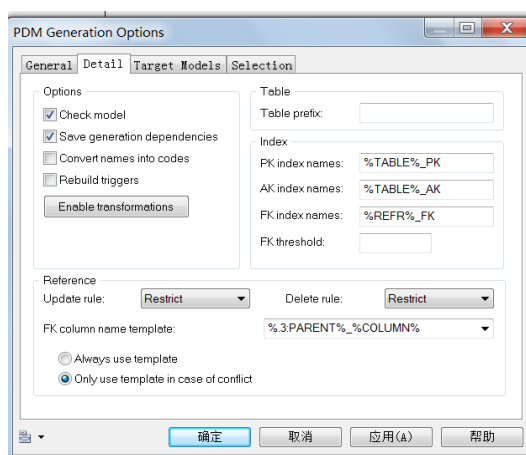 PDM Generation Options
General Detail Target Models Selection
Options
Check model
Save generation dependencies
Convert names into codes
Rebuild triggers
Enable transformations
Table
Table prefix:
Index
PK index names: %TABLE%_PK
AK index names: %TABLE%_AK
FK index names: %REFR%_FK
FK threshold:
Reference
Update rule: Restrict Delete rule: Restrict
FK column name template: %.3:PARENT%_%COLUMN%
Always use template
Only use template in case of conflict
确定 取消 应用(A) 帮助